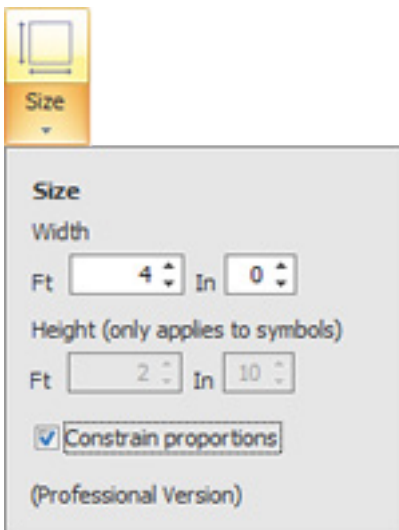 Size
Size
Width
Ft 4 In 0
Height (only applies to symbols)
Ft 2 In 10
Constrain proportions
(Professional Version)